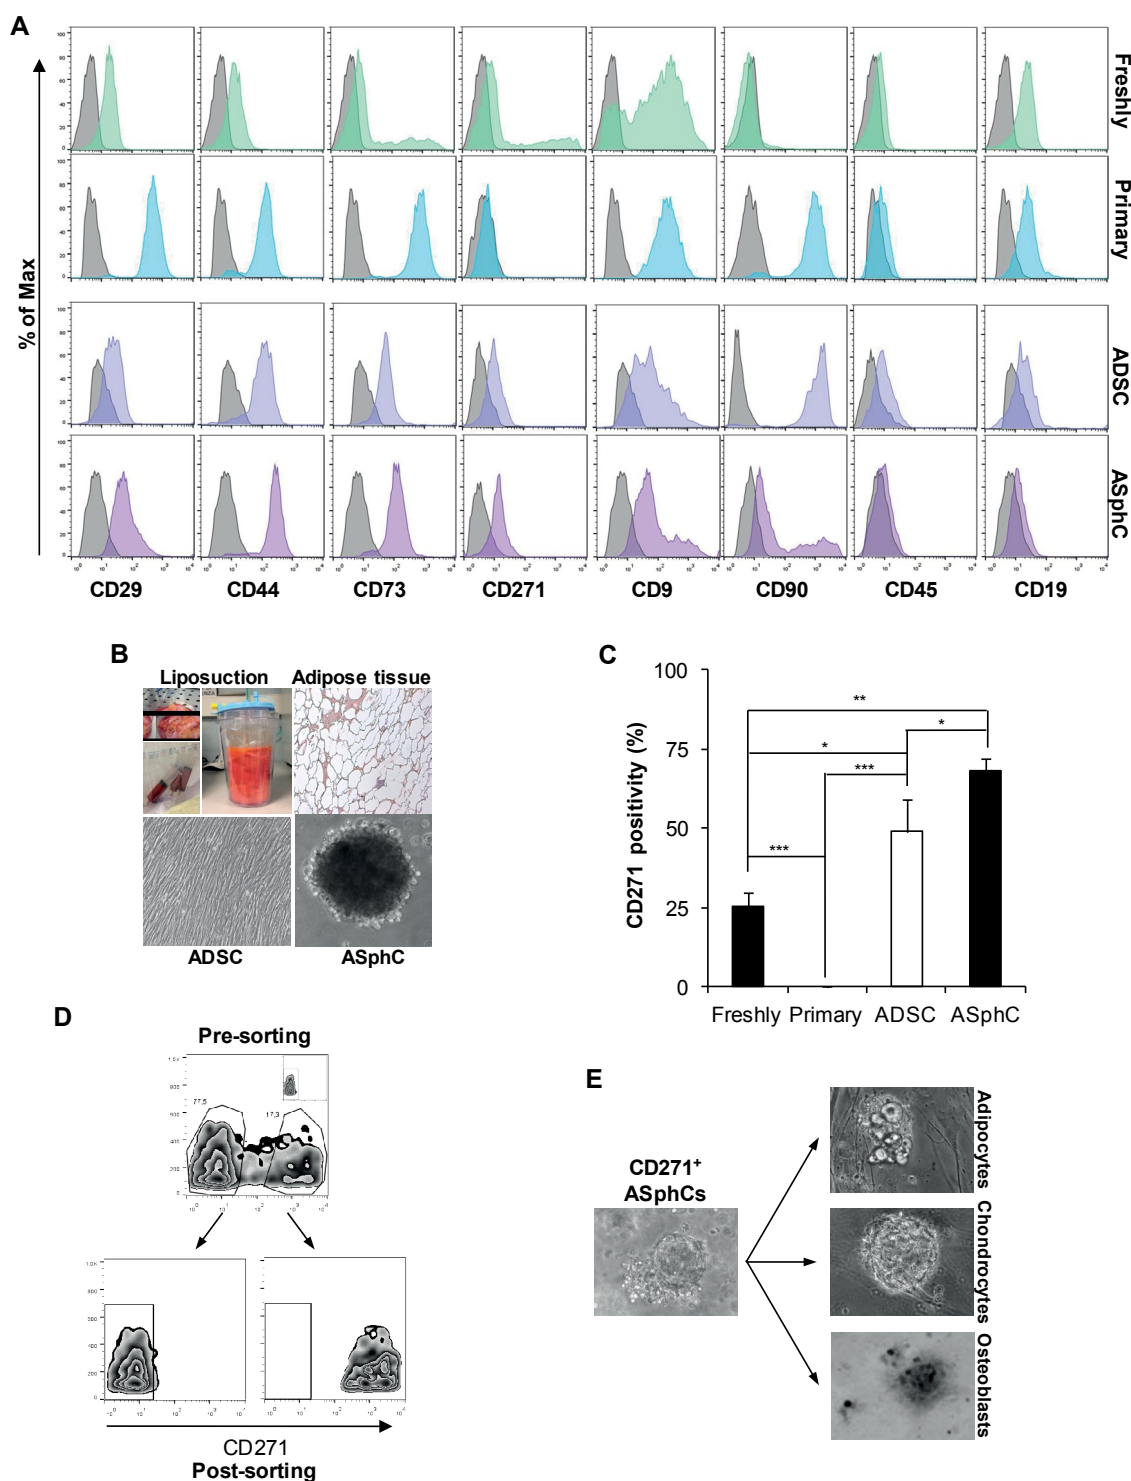 A
% of Max
Freshly
Primary
ADSC
ASphC
CD29 CD44 CD73 CD271 CD9 CD90 CD45 CD19
B
Liposuction Adipose tissue
ADSC ASphC
C
CD271 positivity (%)
100
75
50
25
0
**
*
*
***
***
Freshly Primary ADSC ASphC
D
Pre-sorting
77,5 17,3
CD271
Post-sorting
E
CD271+
ASphCs
Adipocytes
Chondrocytes
Osteoblasts